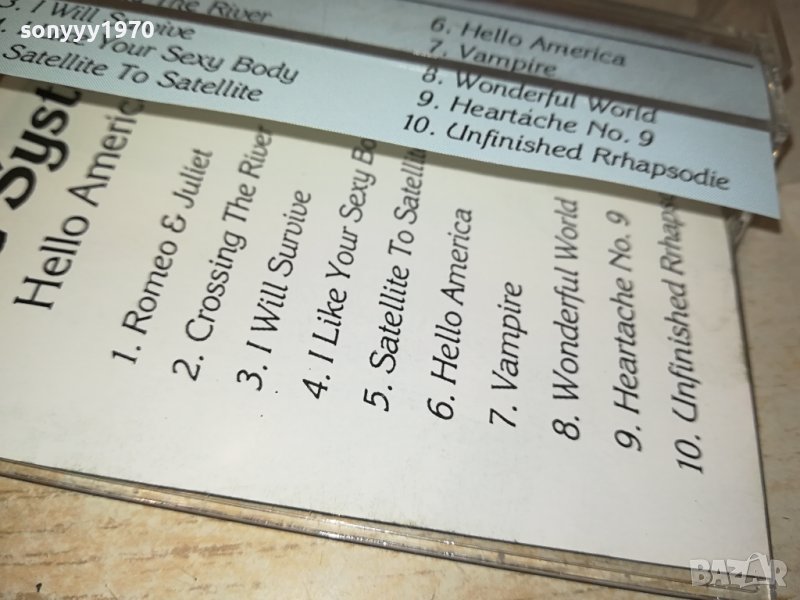 sonyyy1970
The River
3. I Will Survive
Your Sexy Body
Satellite To Satellite
6. Hello America
7. Vampire
8. Wonderful World
9. Heartache No. 9
10. Unfinished Rrhapsodie
Syst
Hello Americ
1. Romeo & Juliet
2. Crossing The River
3. I Will Survive
4. I Like Your Sexy Bo
5. Satellite To Satellit
6. Hello America
7. Vampire
8. Wonderful World
9. Heartache No. 9
10. Unfinished Rrhaps
BAZAR